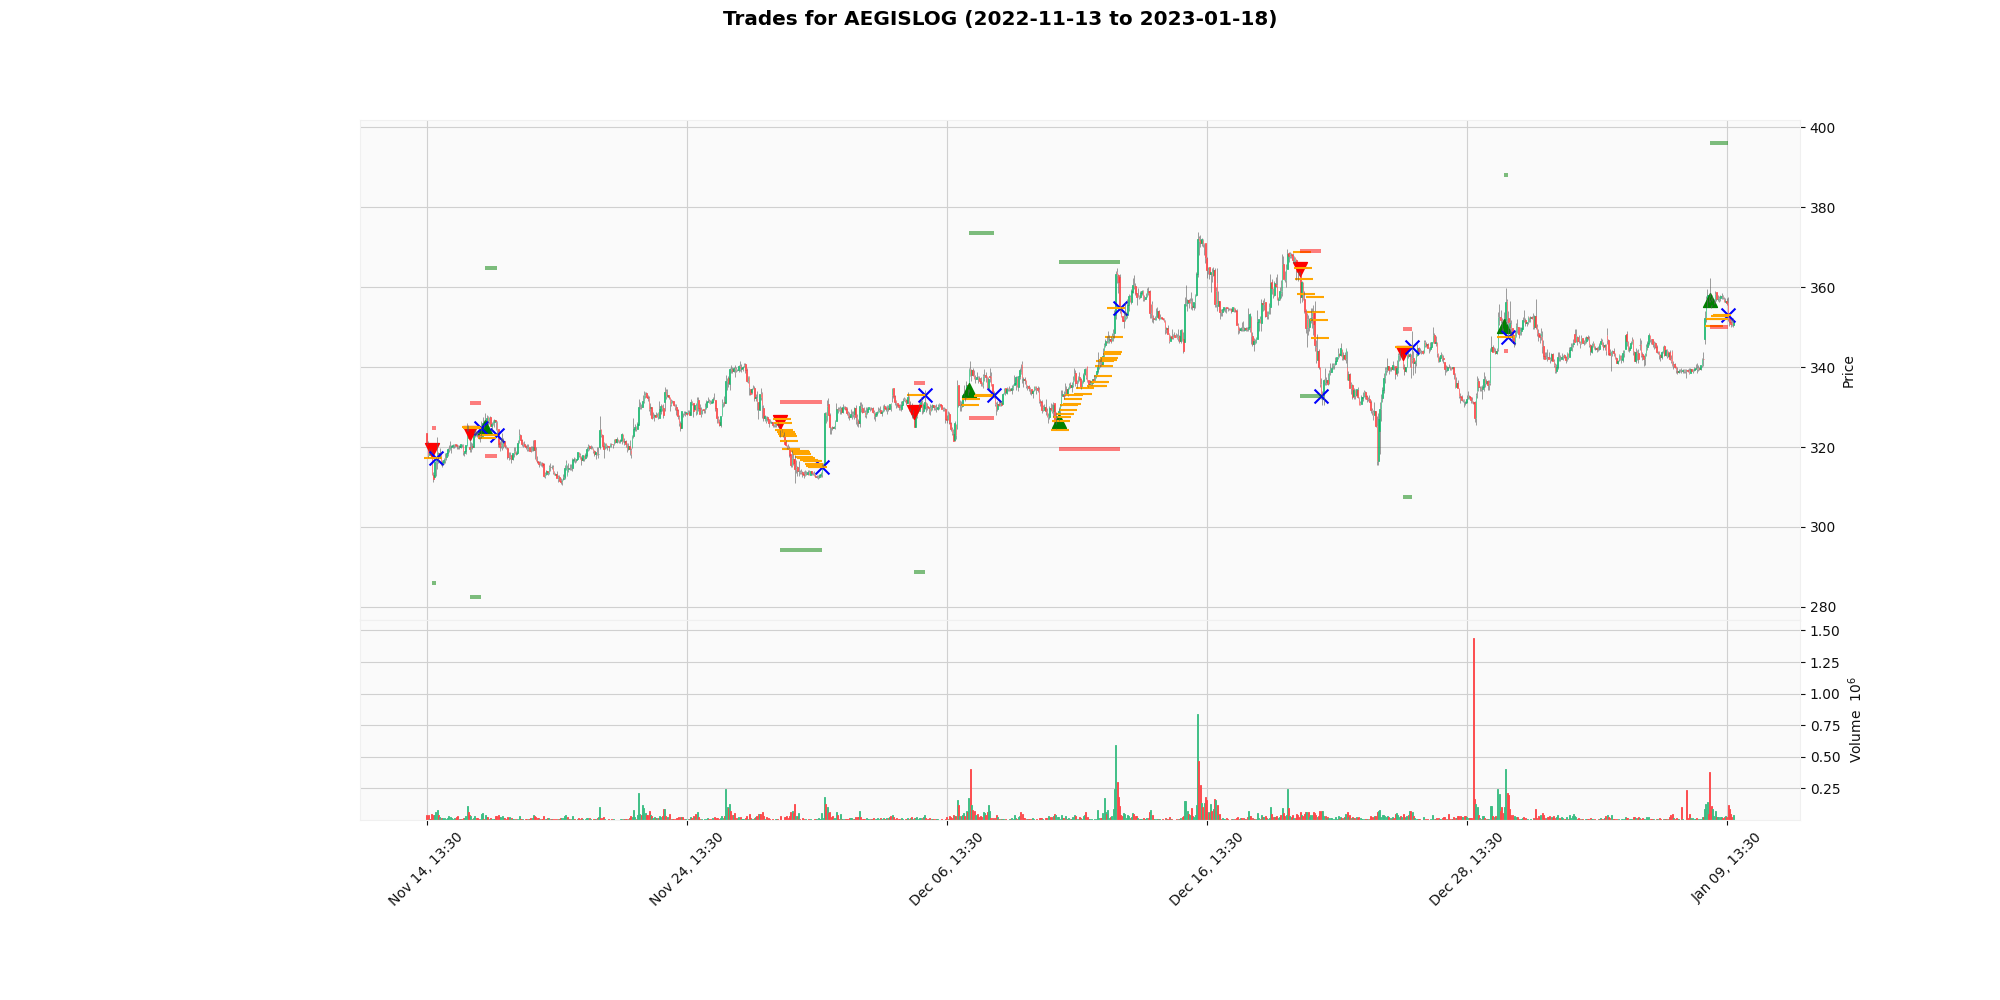 Trades for AEGISLOG (2022-11-13 to 2023-01-18)
400
380
360
340
320
300
280
Price
1.50
1.25
1.00
0.75
0.50
0.25
Volume 10⁶
Nov 14, 13:30
Nov 24, 13:30
Dec 06, 13:30
Dec 16, 13:30
Dec 28, 13:30
Jan 09, 13:30